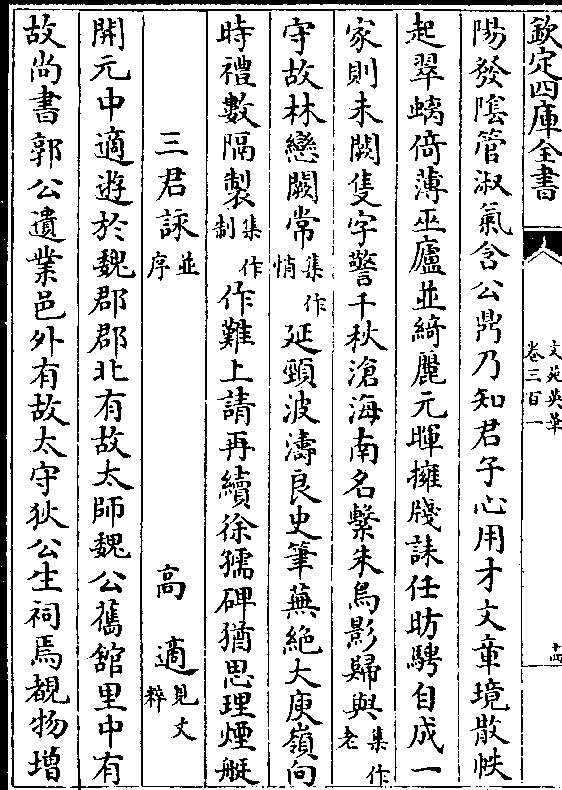 欽定四庫全書
文苑英華
卷三百一
十四
陽發陰管淑氣含公鼎乃知君子心用才文章境散帙
起翠螭倚薄巫廬並綺麗元暉擁牋誄任昉騁自成一
家則未闕隻字警千秋滄海南名繫朱鳥影歸與集作老
守故林戀闕常集作悄延頸波濤良史筆蕪絕大庾嶺向
時禮數隔製集作制作難上請再續徐孺碑猶思理煙艇
三君詠並序
高適見文粹
開元中適遊於魏郡郡北有故太師魏公舊舘里中有
故尚書郭公遺業邑外有故太守狄公生祠焉覩物增